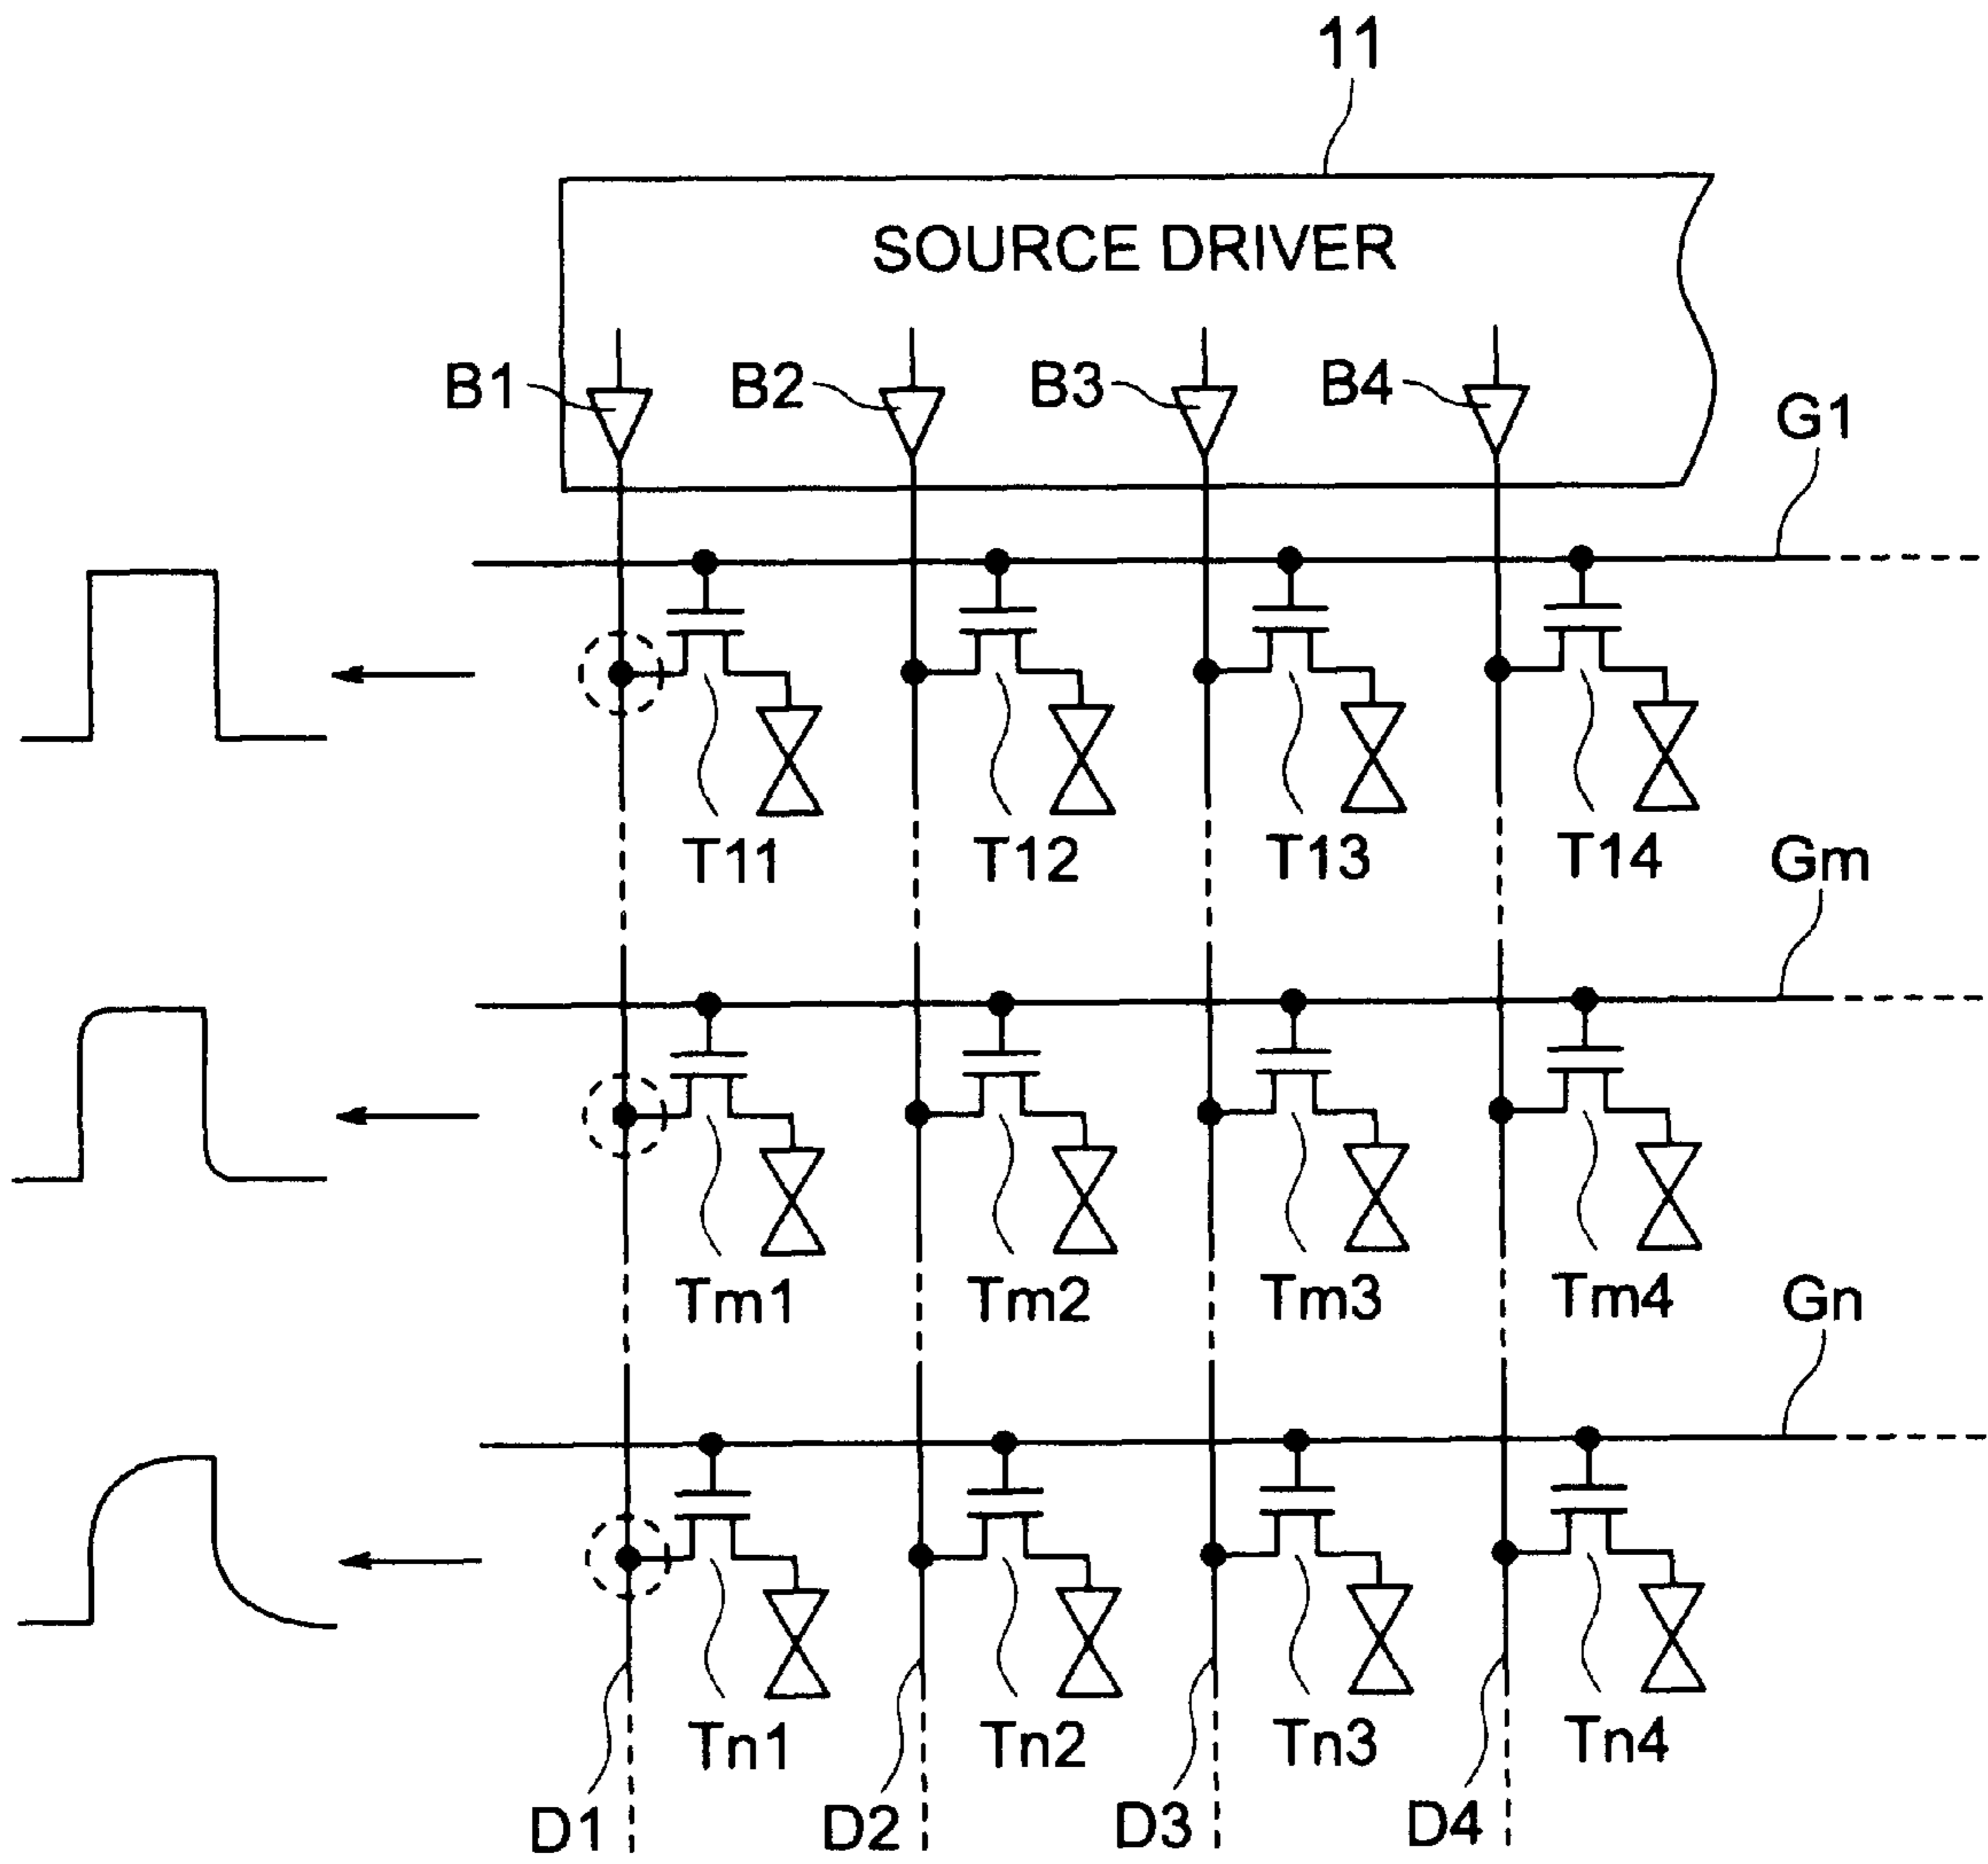 11
SOURCE DRIVER
B1 B2 B3 B4
G1
T11 T12 T13 T14
Gm
Tm1 Tm2 Tm3 Tm4
Gn
Tn1 Tn2 Tn3 Tn4
D1 D2 D3 D4